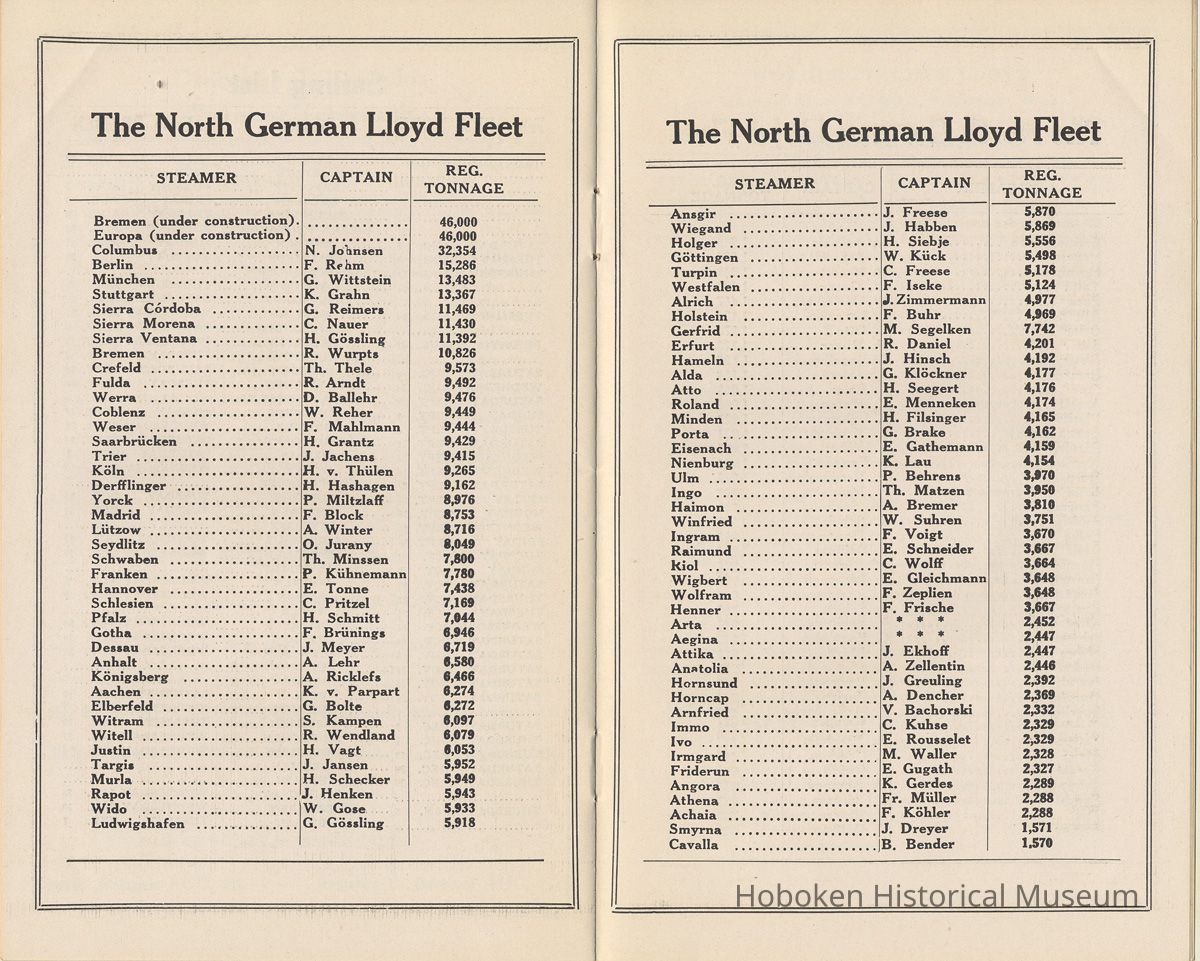 The North German Lloyd Fleet
STEAMER CAPTAIN REG. TONNAGE
Bremen (under construction). .............. 46,000
Europa (under construction) . .............. 46,000
Columbus .................. N. Johnsen 32,354
Berlin .................. F. Rehm 15,286
München .................. G. Wittstein 13,483
Stuttgart .................. K. Grahn 13,367
Sierra Córdoba ............ G. Reimers 11,469
Sierra Morena ............. C. Nauer 11,430
Sierra Ventana ............. H. Gössling 11,392
Bremen .................. R. Wurpts 10,826
Crefeld .................. Th. Thele 9,573
Fulda .................. R. Arndt 9,492
Werra .................. D. Ballehr 9,476
Coblenz .................. W. Reher 9,449
Weser .................. F. Mahlmann 9,444
Saarbrücken ............... H. Grantz 9,429
Trier .................. J. Jachens 9,415
Köln .................. H. v. Thülen 9,265
Derfflinger ................. H. Hashagen 9,162
Yorck .................. P. Miltzlaff 8,976
Madrid .................. F. Block 8,753
Lützow .................. A. Winter 8,716
Seydlitz .................. O. Jurany 8,049
Schwaben .................. Th. Minssen 7,800
Franken .................. P. Kühnemann 7,780
Hannover .................. E. Tonne 7,438
Schlesien .................. C. Pritzel 7,169
Pfalz .................. H. Schmitt 7,044
Gotha .................. F. Brünings 6,946
Dessau .................. J. Meyer 6,719
Anhalt .................. A. Lehr 6,580
Königsberg .................. A. Ricklefs 6,466
Aachen .................. K. v. Parpart 6,274
Elberfeld .................. G. Bolte 6,272
Witram .................. S. Kampen 6,097
Witell .................. R. Wendland 6,079
Justin .................. H. Vagt 6,053
Targis .................. J. Jansen 5,952
Murla .................. H. Schecker 5,949
Rapot .................. J. Henken 5,943
Wido .................. W. Gose 5,933
Ludwigshafen .............. G. Gössling 5,918
The North German Lloyd Fleet
STEAMER CAPTAIN REG. TONNAGE
Ansgir .................. J. Freese 5,870
Wiegand .................. J. Habben 5,869
Holger .................. H. Siebje 5,556
Göttingen .................. W. Kück 5,498
Turpin .................. C. Freese 5,178
Westfalen .................. F. Iseke 5,124
Alrich .................. J. Zimmermann 4,977
Holstein .................. F. Buhr 4,969
Gerfrid .................. M. Segelken 7,742
Erfurt .................. R. Daniel 4,201
Hameln .................. J. Hinsch 4,192
Alda .................. G. Klöckner 4,177
Atto .................. H. Seegert 4,176
Roland .................. E. Menneken 4,174
Minden .................. H. Filsinger 4,165
Porta .................. G. Brake 4,162
Eisenach .................. E. Gathemann 4,159
Nienburg .................. K. Lau 4,154
Ulm .................. P. Behrens 3,970
Ingo .................. Th. Matzen 3,950
Haimon .................. A. Bremer 3,810
Winfried .................. W. Suhren 3,751
Ingram .................. F. Voigt 3,670
Raimund .................. E. Schneider 3,667
Kiol .................. C. Wolff 3,664
Wigbert .................. E. Gleichmann 3,648
Wolfram .................. F. Zeplien 3,648
Henner .................. F. Frische 3,667
Arta .................. * * * 2,452
Aegina .................. * * * 2,447
Attika .................. J. Ekhoff 2,447
Anatolia .................. A. Zellentin 2,446
Hornsund .................. J. Greuling 2,392
Horncap .................. A. Dencher 2,369
Arnfried .................. V. Bachorski 2,332
Immo .................. C. Kuhse 2,329
Ivo .................. E. Rousselet 2,329
Irmgard .................. M. Waller 2,328
Friderun .................. E. Gugath 2,327
Angora .................. K. Gerdes 2,289
Athena .................. Fr. Müller 2,288
Achaia .................. F. Köhler 2,288
Smyrna .................. J. Dreyer 1,571
Cavalla .................. B. Bender 1,570
Hoboken Historical Museum